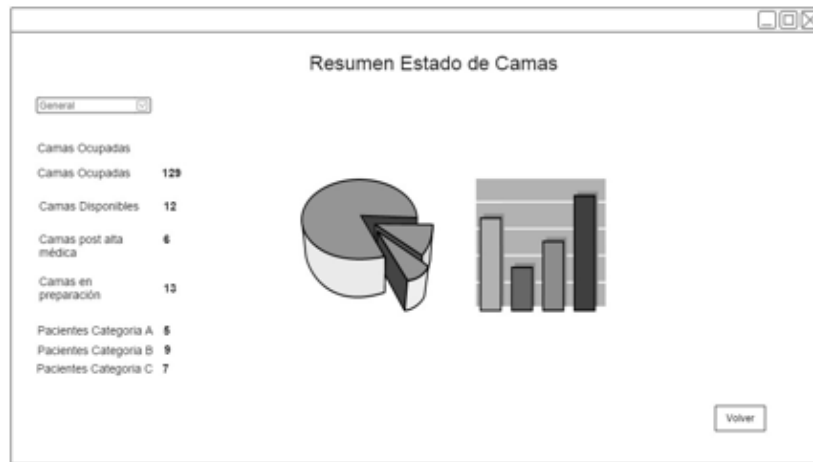 Resumen Estado de Camas
General
Camas Ocupadas
Camas Ocupadas 129
Camas Disponibles 12
Camas post alta
médica 6
Camas en
preparación 13
Pacientes Categoria A 5
Pacientes Categoria B 9
Pacientes Categoria C 7
Volver